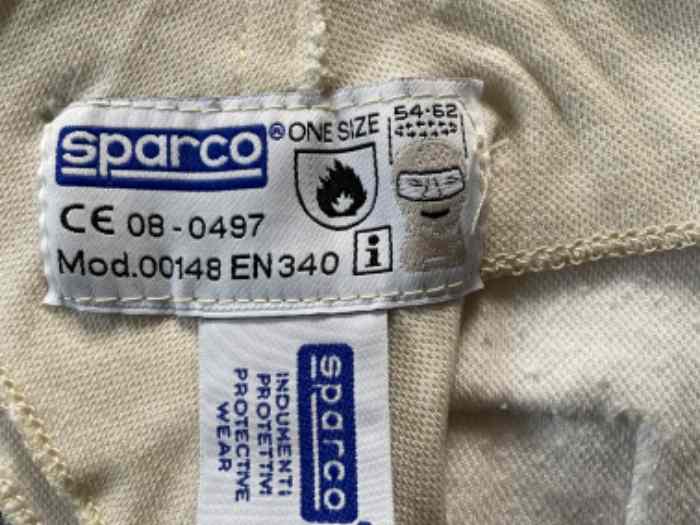 sparco® ONE SIZE
54-62
CE 08-0497
Mod.00148 EN340
i
sparco
INDUMENTI
PROTETTIVI
PROTECTIVE
WEAR